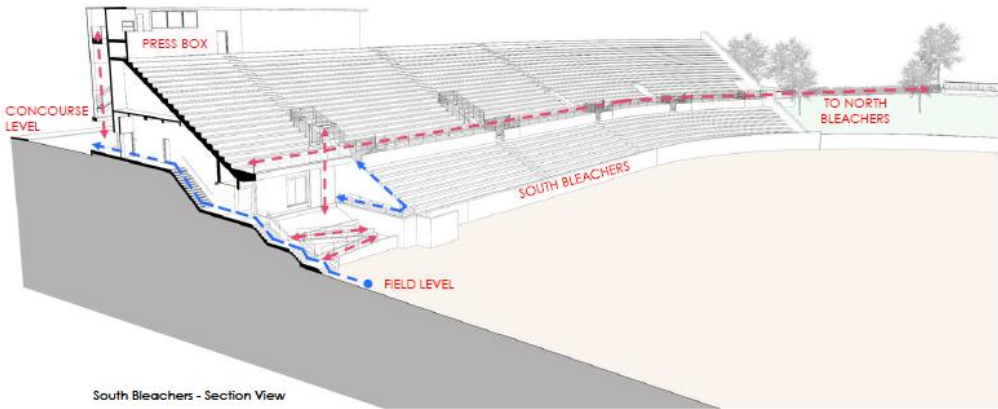 PRESS BOX
CONCOURSE
LEVEL
TO NORTH
BLEACHERS
SOUTH BLEACHERS
FIELD LEVEL
South Bleachers - Section View